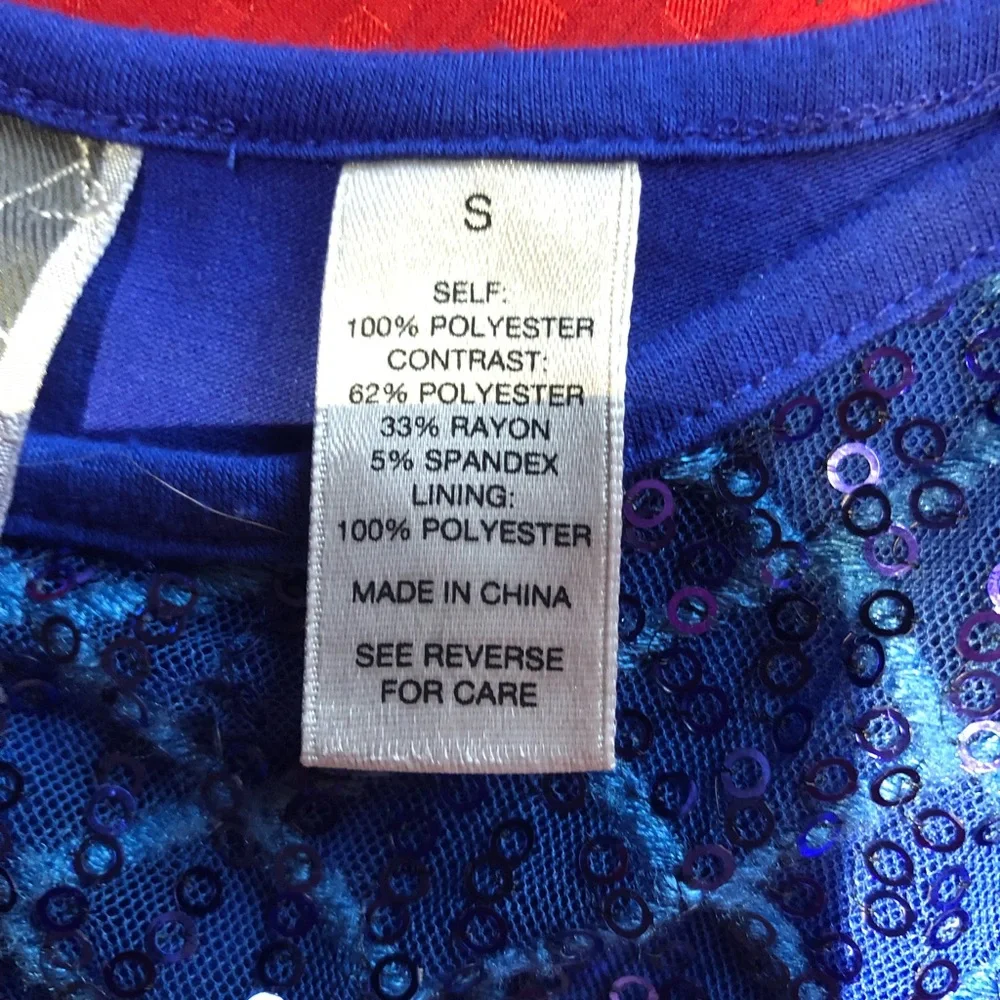 S
SELF:
100% POLYESTER
CONTRAST:
62% POLYESTER
33% RAYON
5% SPANDEX
LINING:
100% POLYESTER
MADE IN CHINA
SEE REVERSE
FOR CARE